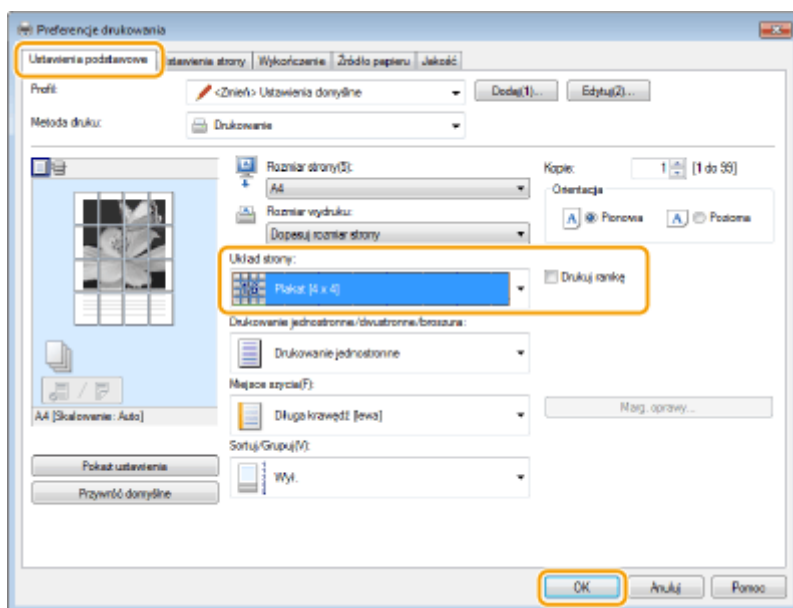 Preferencje drukowania
Ustawienia podstawowe
stawienia strony
Wykończenie
Źródło papieru
Jakość
Profil:
<Zmień> Ustawienia domyślne
Dodaj(1)...
Edytuj(2)...
Metoda druku:
Drukowanie
Rozmiar strony(5):
A4
Kopie:
1 [1 do 99]
Orientacja
A Pionowa
A Pozioma
Rozmiar wydruku:
Dopasuj rozmiar strony
Układ strony:
16 Plakat [4 x 4]
Drukuj ramkę
Drukowanie jednostronne/dwustronne/broszura:
Drukowanie jednostronne
Miejsce szycia(F):
Długa krawędź [lewa]
Marg. oprawy...
A4 [Skalowanie: Auto]
Sortuj/Grupuj(V):
Wył.
Pokaż ustawienia
Przywróć domyślne
OK
Anuluj
Pomoc